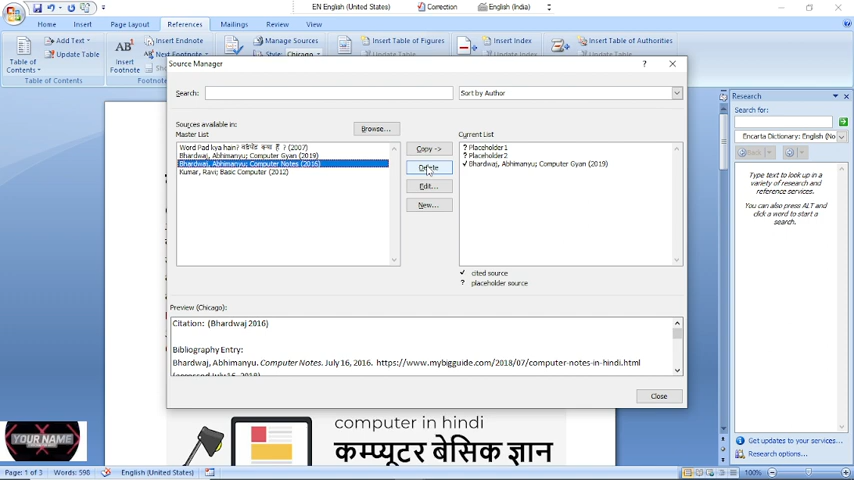 EN English (United States) Correction English (India)
Home Insert Page Layout References Mailings Review View
Table of Contents
Add Text
Update Table
Table of Contents
AB¹
Insert Footnote
Insert Endnote
Next Footnote
Manage Sources
Style: Chicago
Insert Table of Figures
Update Table
Insert Index
Update Index
Insert Table of Authorities
Source Manager
Search:
Sort by Author
Sources available in:
Master List
Browse...
Word Pad kya hain? वर्डपैड क्या हैं ? (2007)
Bhardwaj, Abhimanyu; Computer Gyan (2019)
Bhardwaj, Abhimanyu; Computer Notes (2016)
Kumar, Ravi; Basic Computer (2012)
Copy ->
Delete
Edit...
New...
Current List
? Placeholder1
? Placeholder2
✓ Bhardwaj, Abhimanyu; Computer Gyan (2019)
✓ cited source
? placeholder source
Preview (Chicago):
Citation: (Bhardwaj 2016)
Bibliography Entry:
Bhardwaj, Abhimanyu. Computer Notes. July 16, 2016. https://www.mybigguide.com/2018/07/computer-notes-in-hindi.html
(accessed July 16, 2018)
Close
Research
Search for:
Encarta Dictionary: English (No
Back
Type text to look up in a
variety of research and
reference services.
You can also press ALT and
click a word to start a
search.
Get updates to your services...
Research options...
YOUR NAME
computer in hindi
कम्प्यूटर बेसिक ज्ञान
Page: 1 of 3 Words: 598 English (United States) 100%